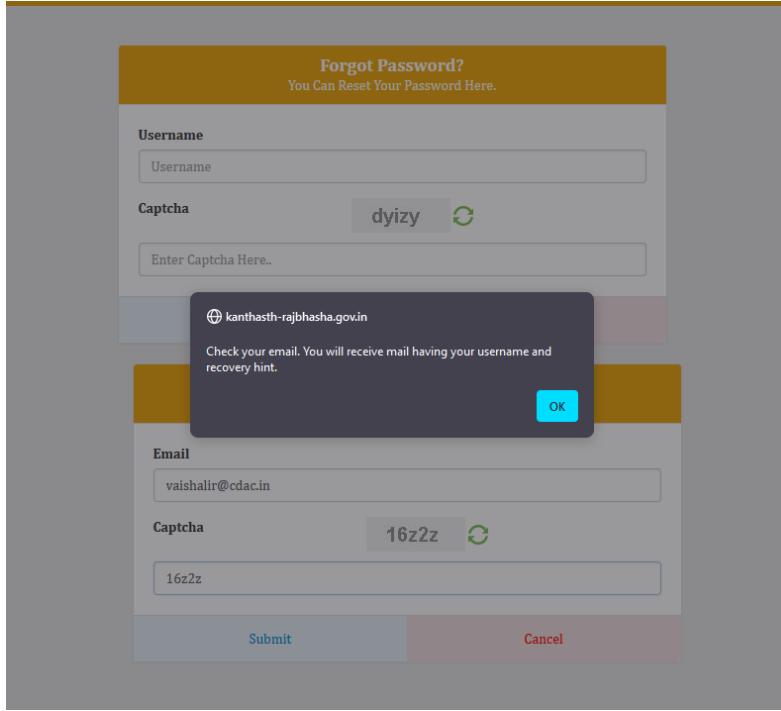 Forgot Password?
You Can Reset Your Password Here.
Username
Username
Captcha
dyizy
Enter Captcha Here..
kanthasth-rajbhasha.gov.in
Check your email. You will receive mail having your username and
recovery hint.
OK
Email
vaishalir@cdac.in
Captcha
16z2z
16z2z
Submit
Cancel